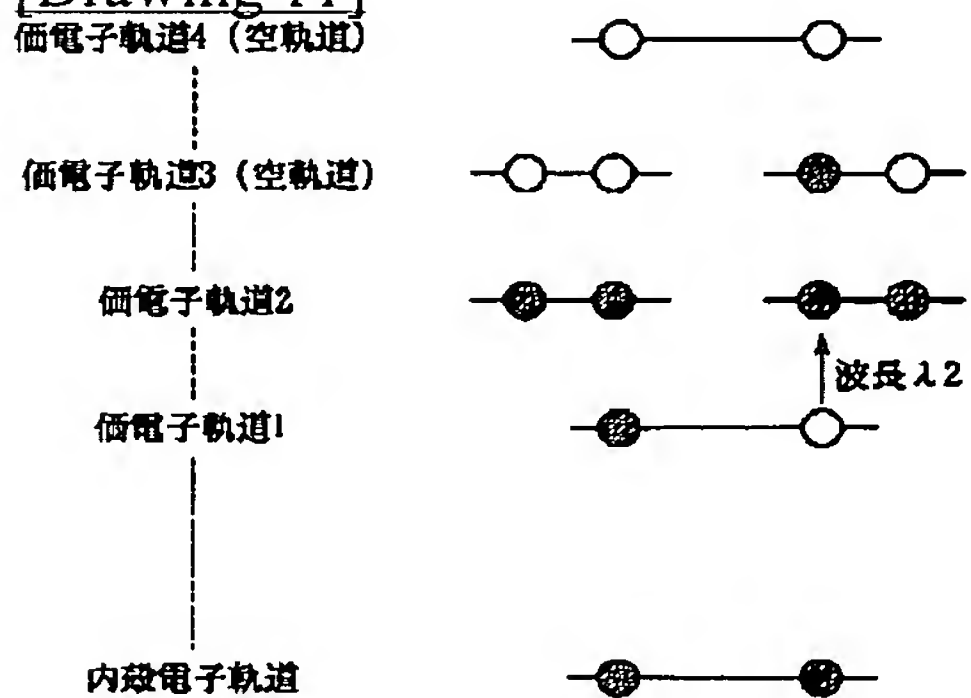 [Drawing 11]
価電子軌道4 (空軌道)
価電子軌道3 (空軌道)
価電子軌道2
波長λ2
価電子軌道1
内殻電子軌道